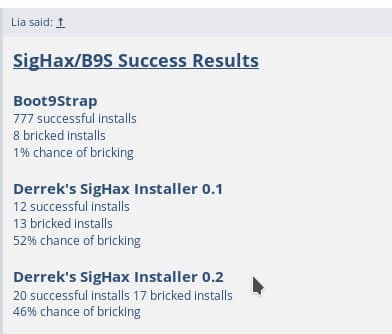 Lia said: ↑
SigHax/B9S Success Results
Boot9Strap
777 successful installs
8 bricked installs
1% chance of bricking
Derrek's SigHax Installer 0.1
12 successful installs
13 bricked installs
52% chance of bricking
Derrek's SigHax Installer 0.2
20 successful installs 17 bricked installs
46% chance of bricking